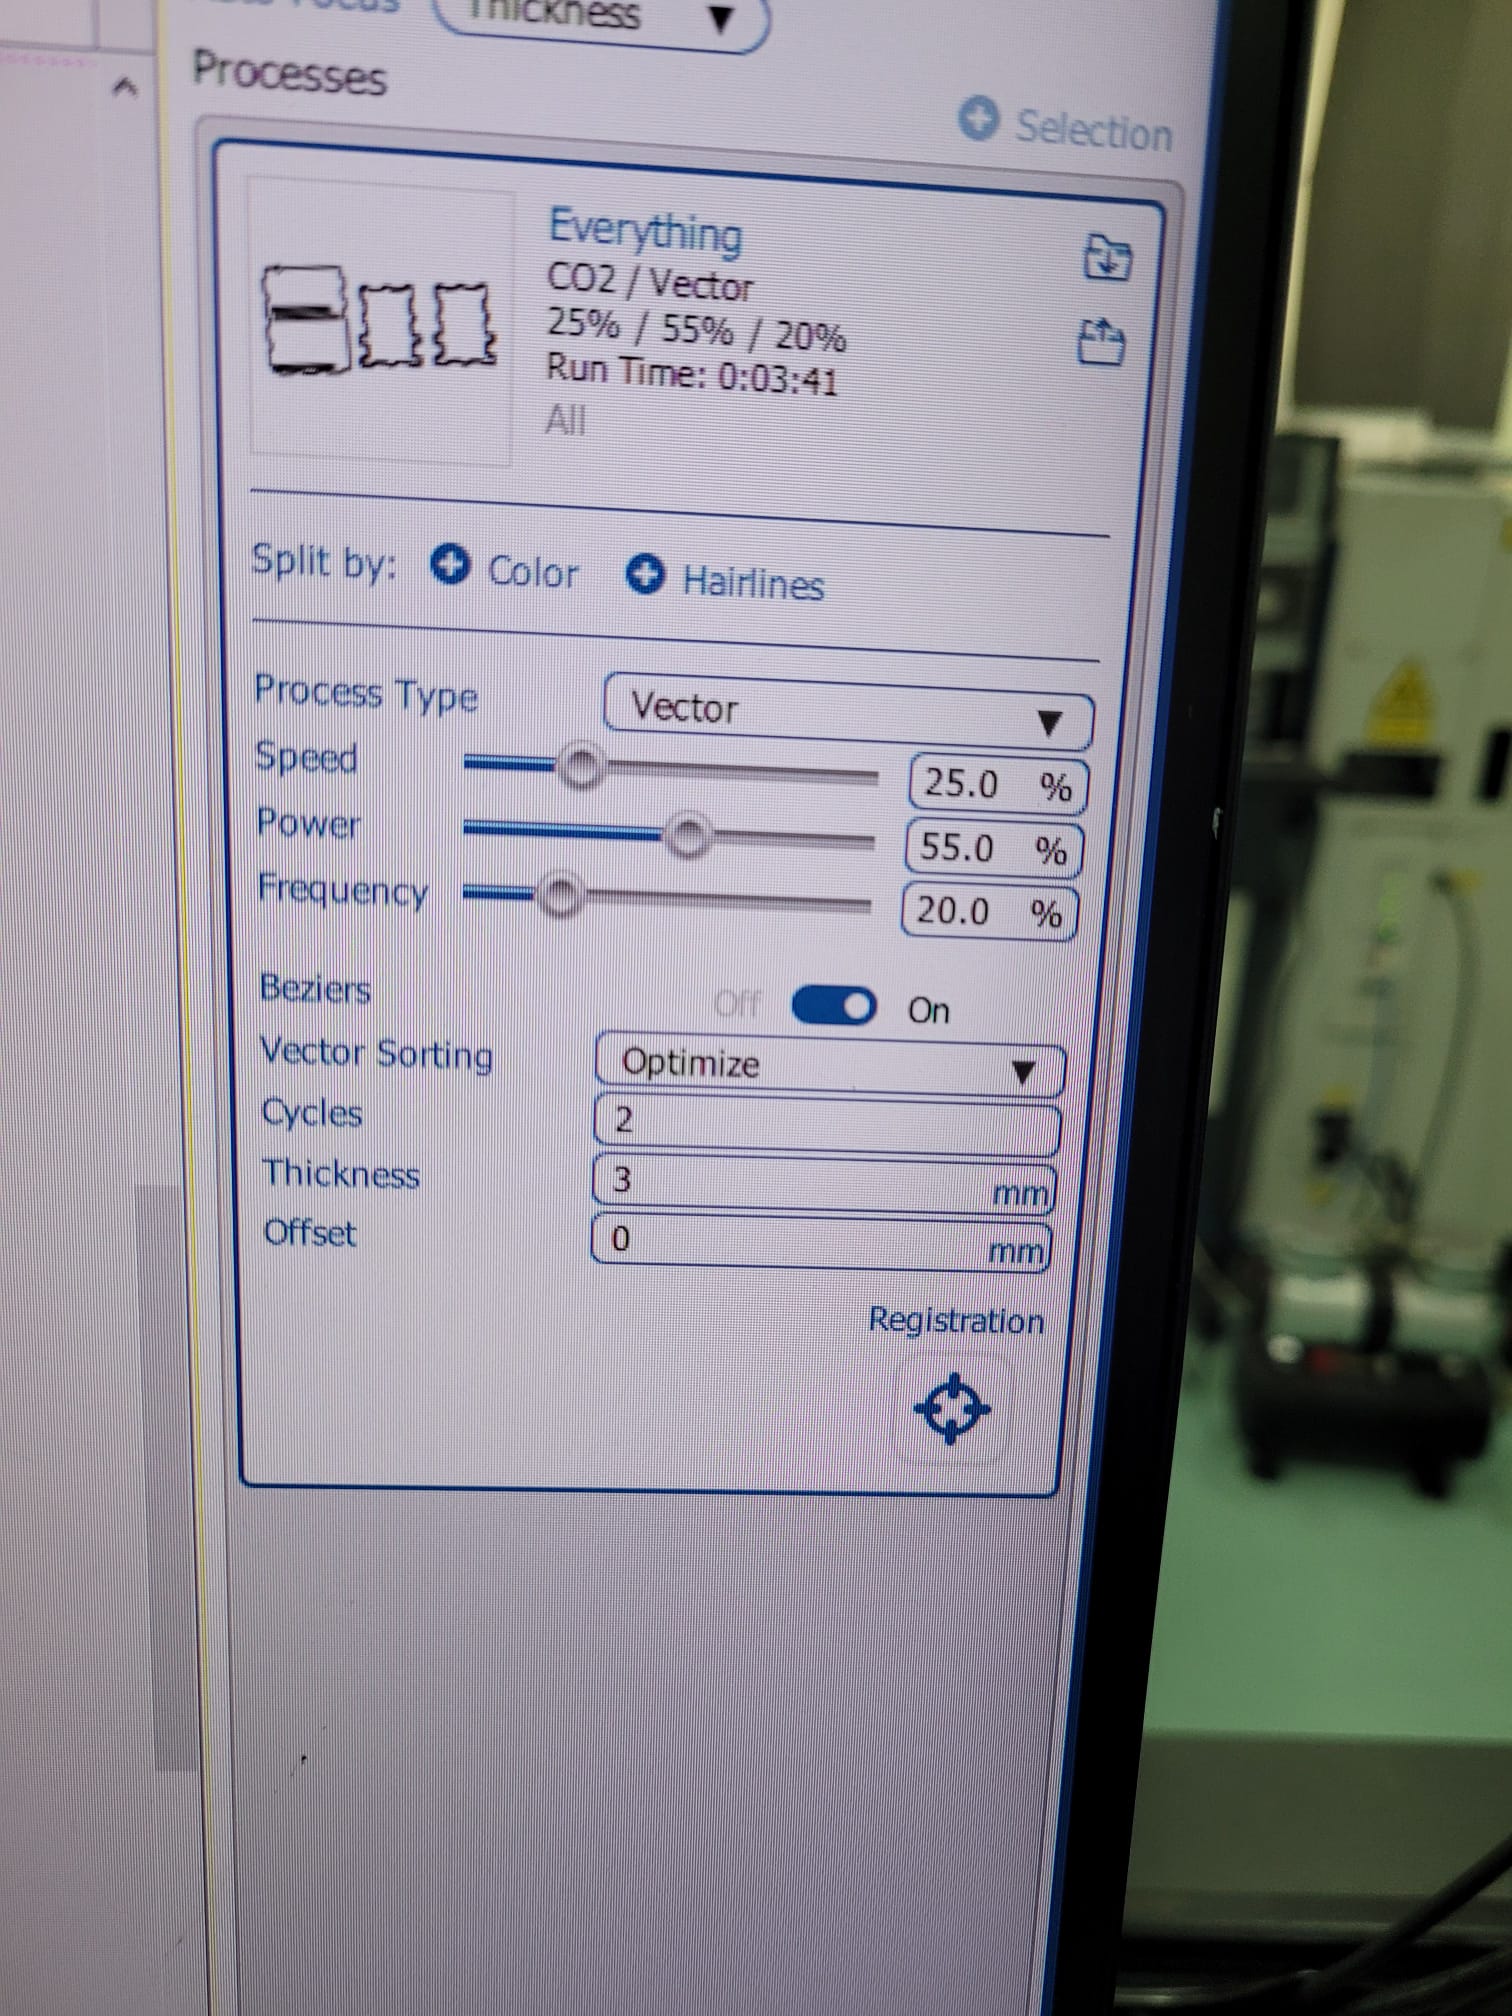 Thickness
Processes
Selection
Everything
CO2 / Vector
25% / 55% / 20%
Run Time: 0:03:41
All
Split by: Color Hairlines
Process Type Vector
Speed 25.0 %
Power 55.0 %
Frequency 20.0 %
Beziers Off On
Vector Sorting Optimize
Cycles 2
Thickness 3 mm
Offset 0 mm
Registration